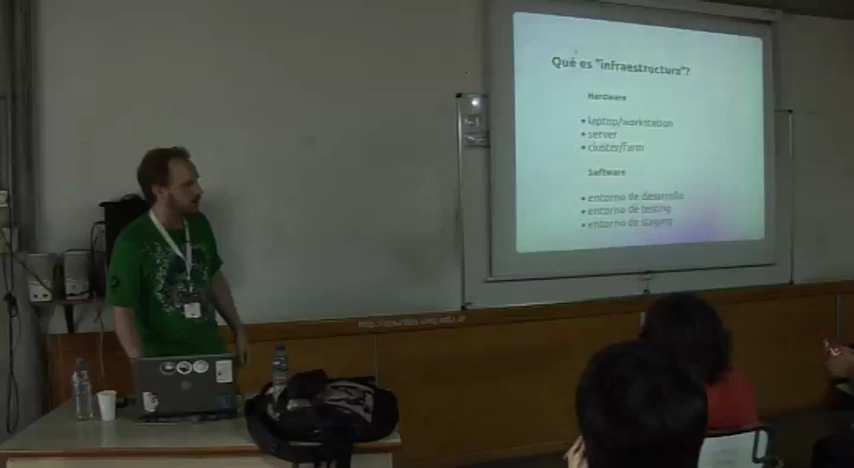 Qué es "infraestructura"?
Hardware
• laptop/workstation
• server
• cluster/farm
Software
• entorno de desarrollo
• entorno de testing
• entorno de staging